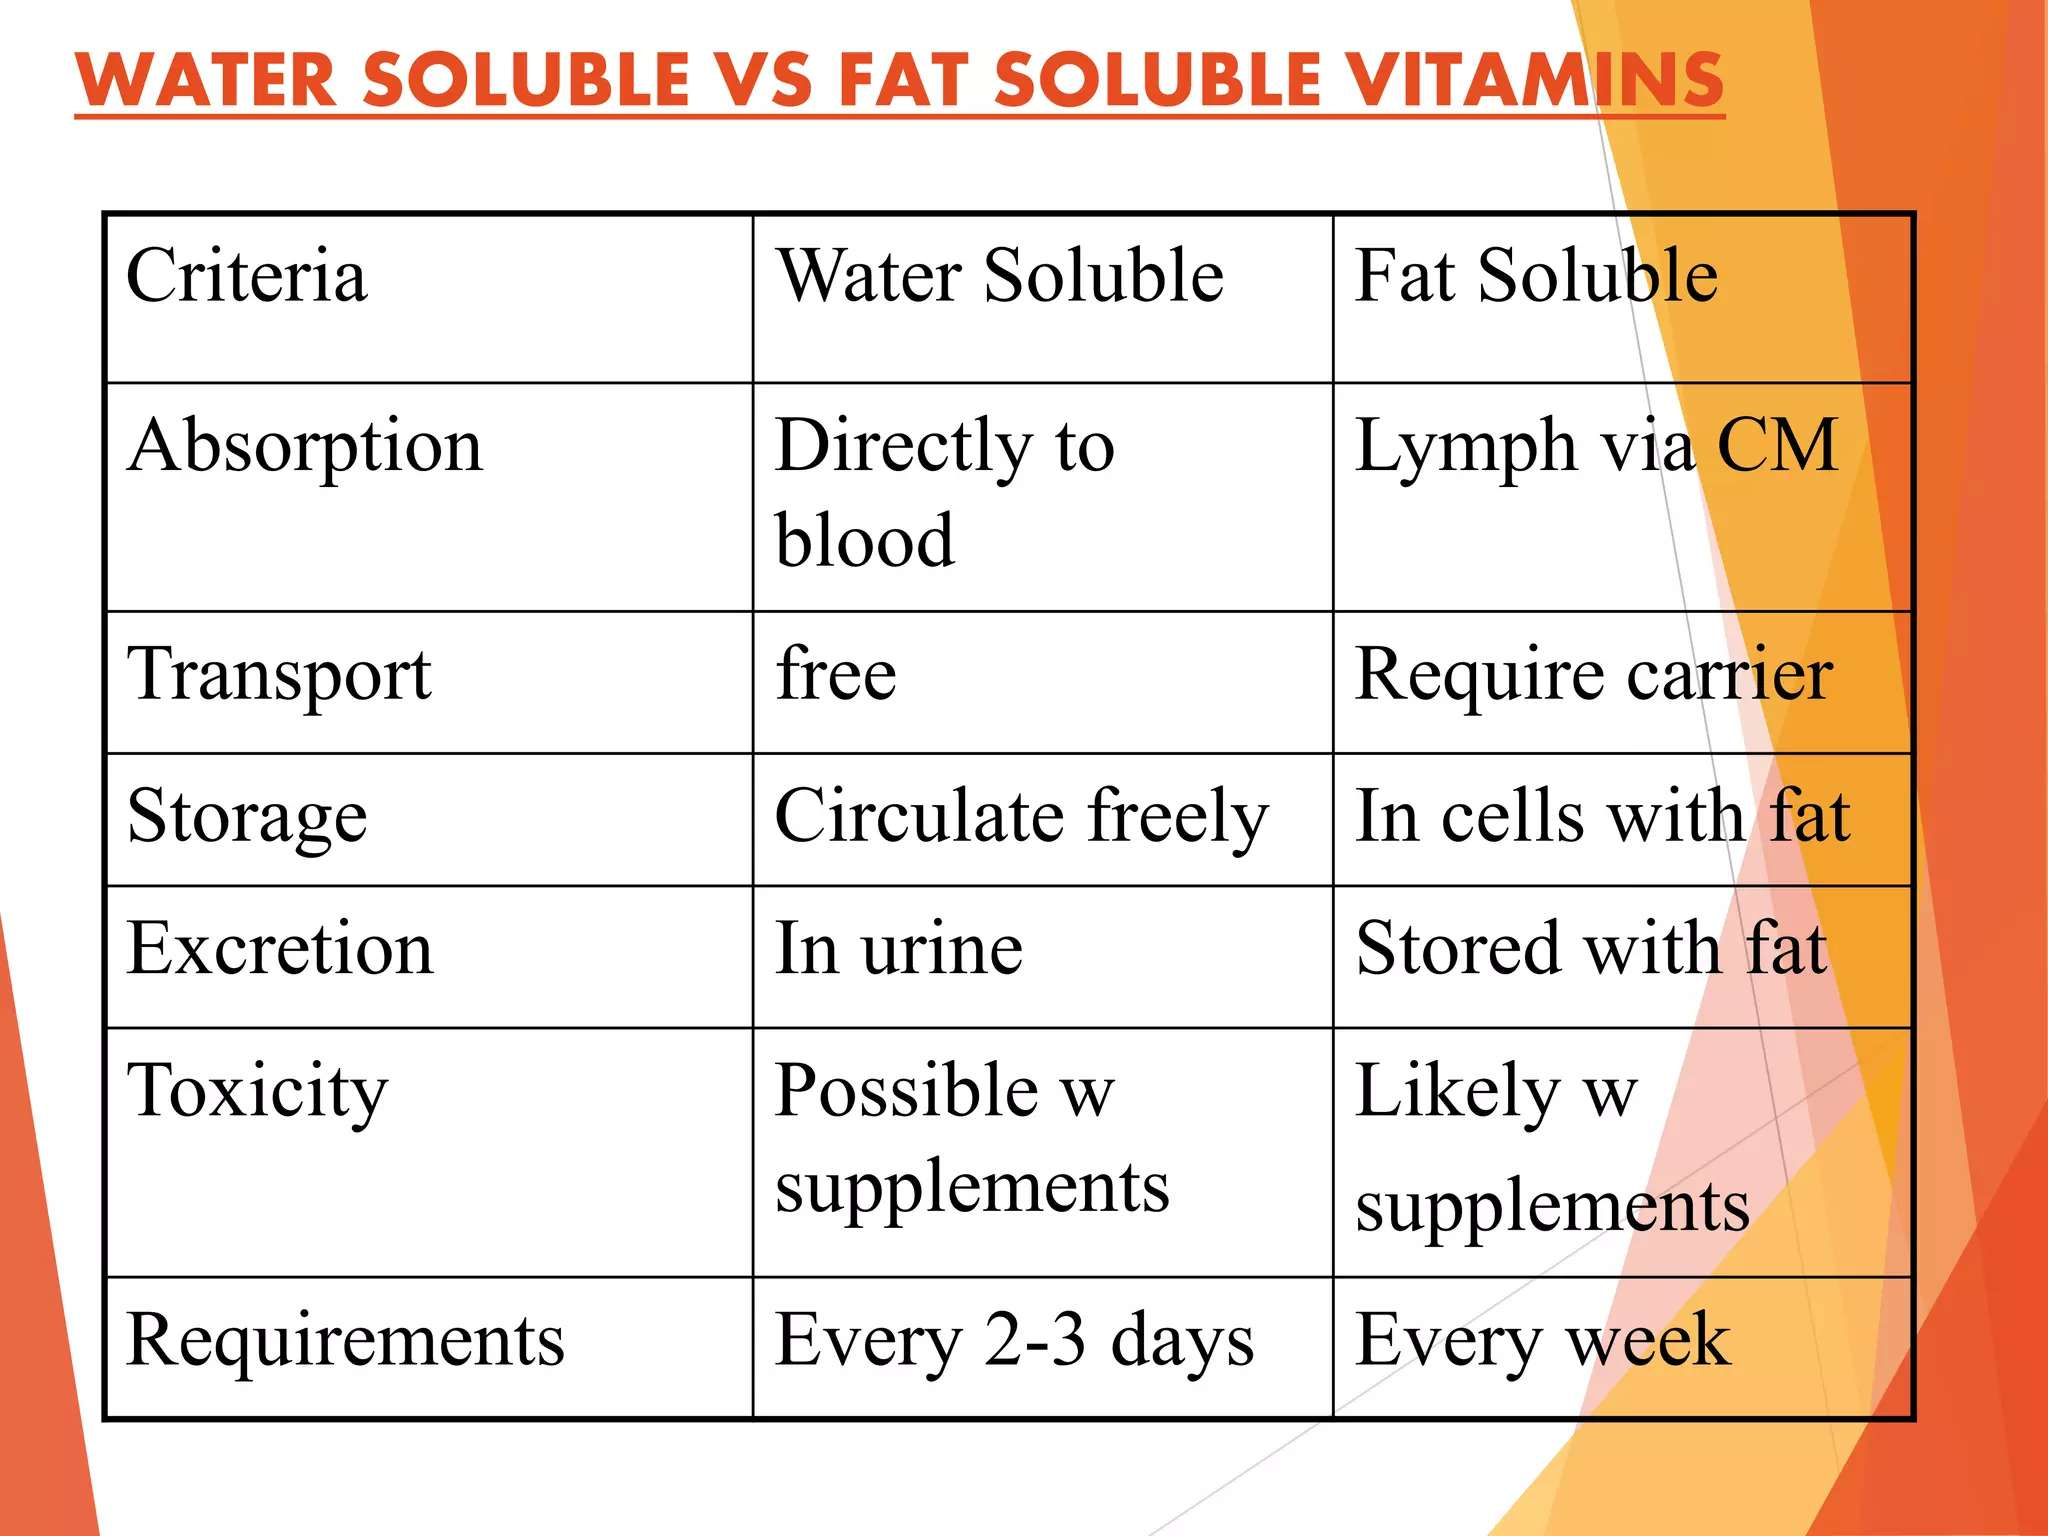 WATER SOLUBLE VS FAT SOLUBLE VITAMINS
Criteria
Water Soluble
Fat Soluble
Absorption
Directly to
blood
Lymph via CM
Transport
free
Require carrier
Storage
Circulate freely
In cells with fat
Excretion
In urine
Stored with fat
Toxicity
Possible w
supplements
Likely w
supplements
Requirements
Every 2-3 days
Every week